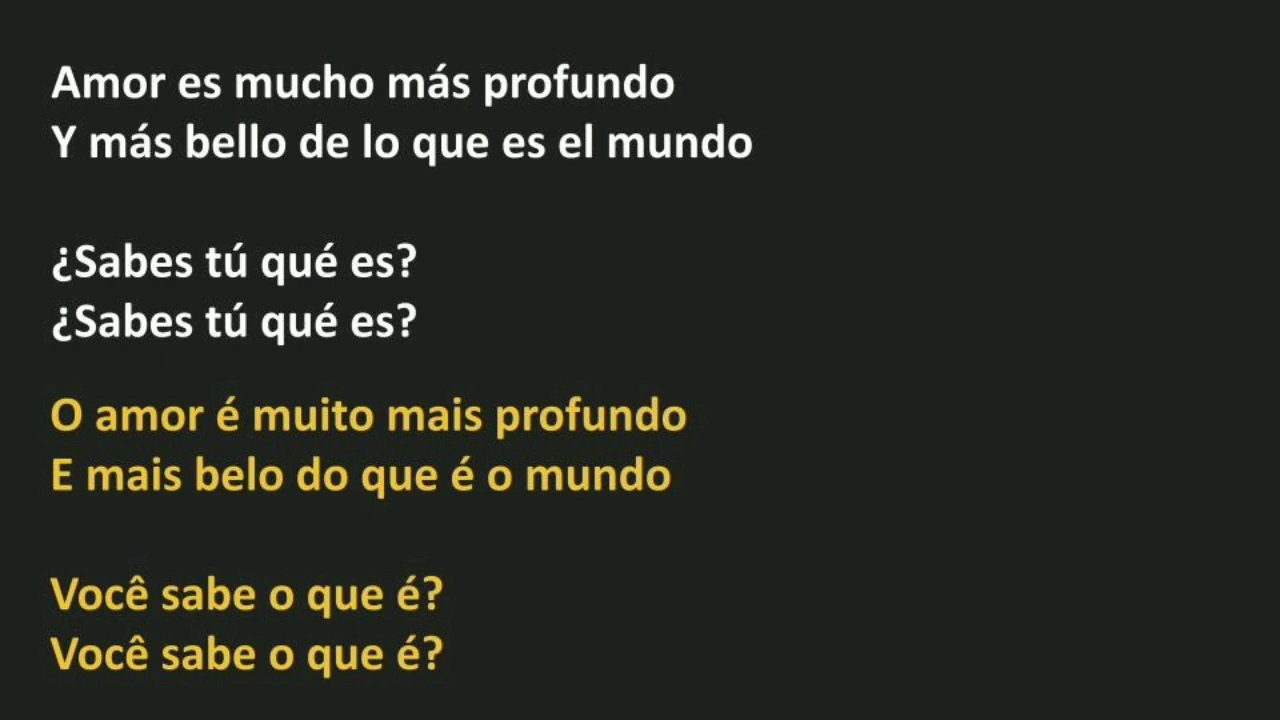 Amor es mucho más profundo
Y más bello de lo que es el mundo
¿Sabes tú qué es?
¿Sabes tú qué es?
O amor é muito mais profundo
E mais belo do que é o mundo
Você sabe o que é?
Você sabe o que é?